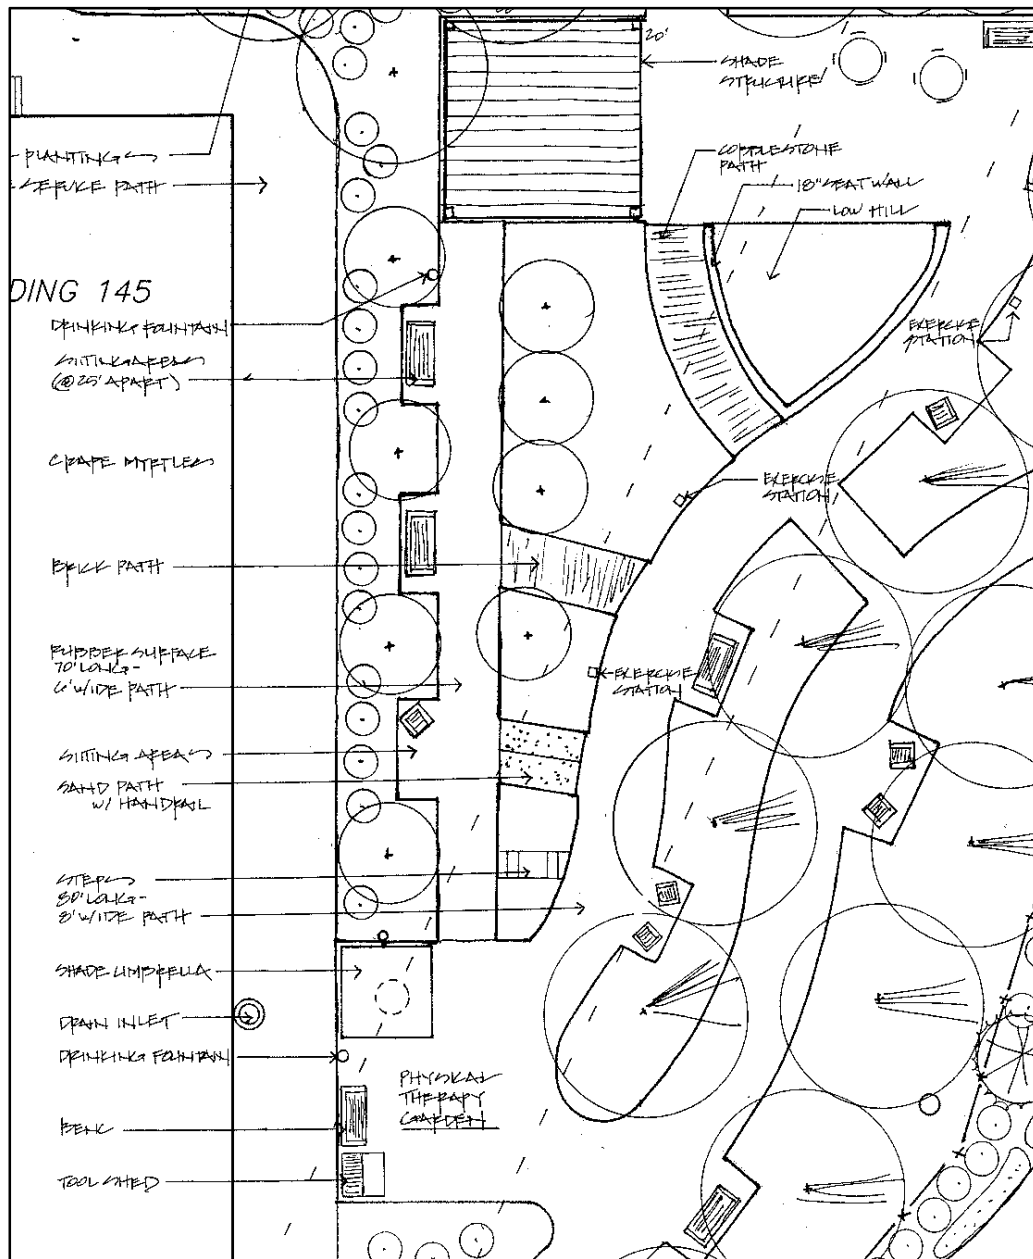 20'
SHADE
STRUCTURE
PLANTINGS
SERVICE PATH
COBBLESTONE
PATH
18" SEAT WALL
LOW HILL
DING 145
DRINKING FOUNTAIN
SITTING AREAS
(@ 25' APART)
EXERCISE
STATION
CRAPE MYRTLES
EXERCISE
STATION
BRICK PATH
RUBBER SURFACE
70' LONG -
6' WIDE PATH
EXERCISE
STATION
SITTING AREAS
SAND PATH
W/ HANDRAIL
STEPS
80' LONG -
8' WIDE PATH
SHADE UMBRELLA
DRAIN INLET
DRINKING FOUNTAIN
PHYSICAL
THERAPY
GARDEN
BENC
TOOL SHED